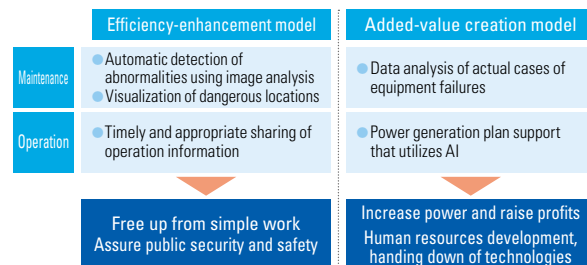 Efficiency-enhancement model
Added-value creation model
Maintenance
● Automatic detection of
abnormalities using image analysis
● Visualization of dangerous locations
● Data analysis of actual cases of
equipment failures
Operation
● Timely and appropriate sharing of
operation information
● Power generation plan support
that utilizes AI
Free up from simple work
Assure public security and safety
Increase power and raise profits
Human resources development,
handing down of technologies